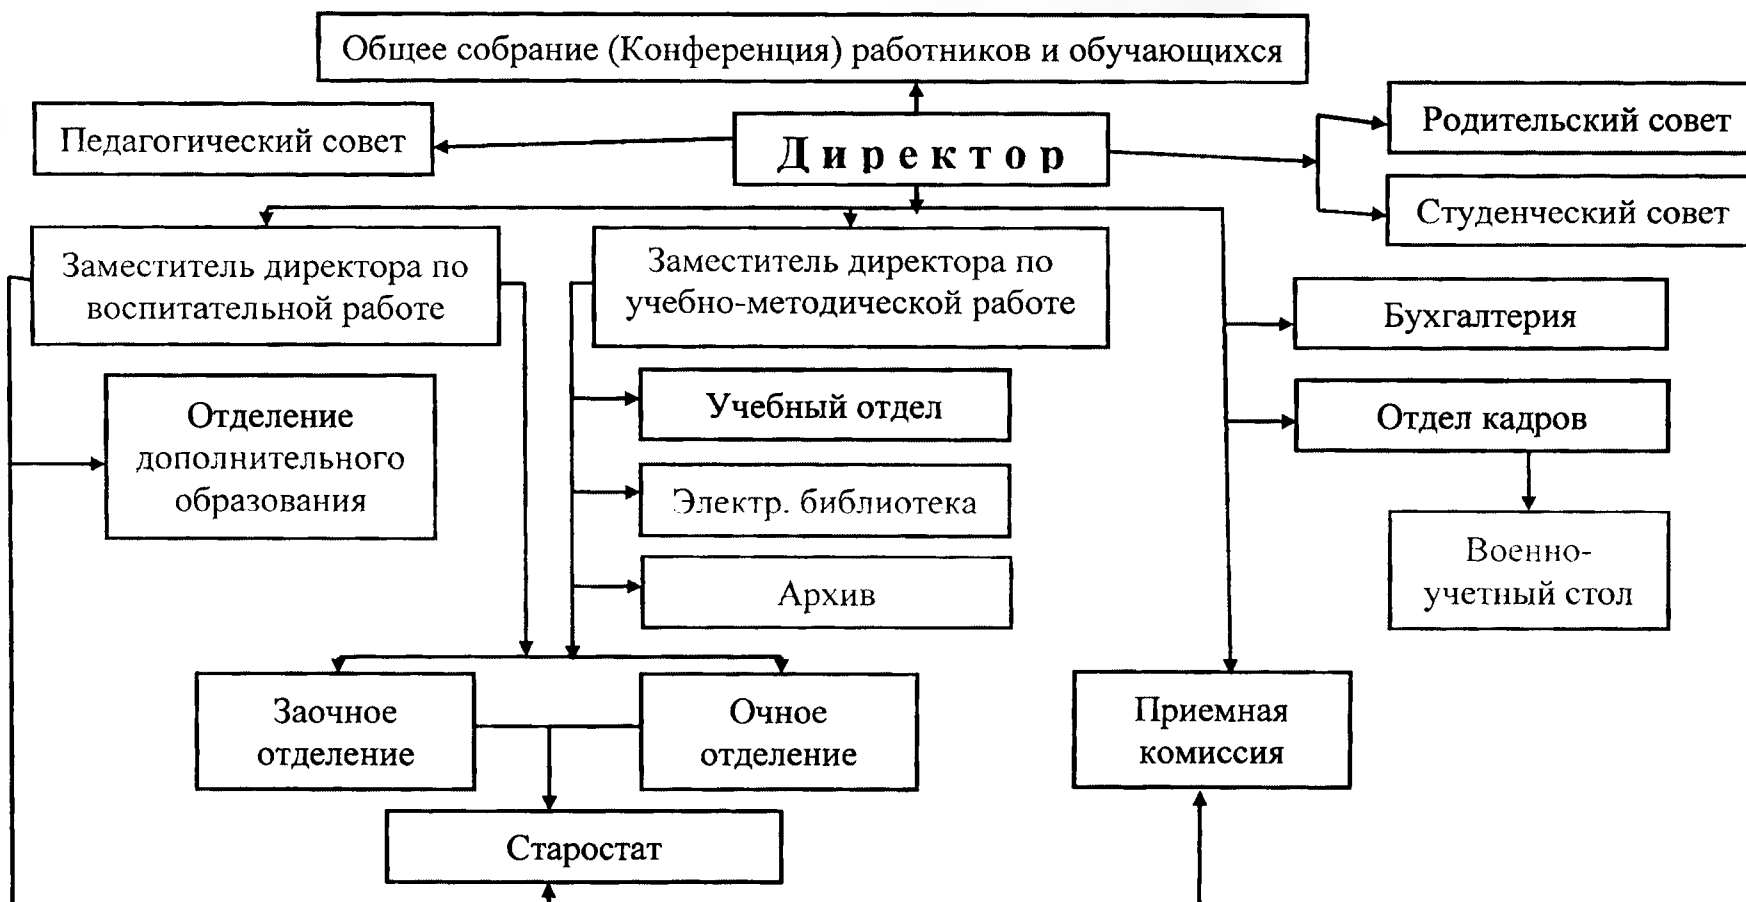 Общее собрание (Конференция) работников и обучающихся
Педагогический совет
Директор
Родительский совет
Студенческий совет
Заместитель директора по
воспитательной работе
Заместитель директора по
учебно-методической работе
Бухгалтерия
Отделение
дополнительного
образования
Учебный отдел
Отдел кадров
Электр. библиотека
Военно-
учетный стол
Архив
Заочное
отделение
Очное
отделение
Приемная
комиссия
Старостат